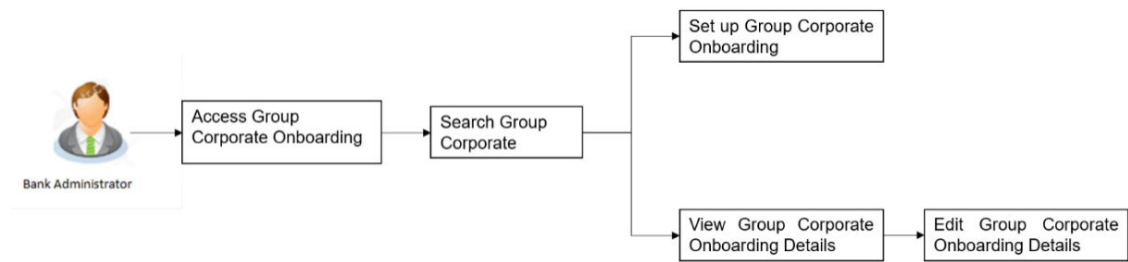 Set up Group Corporate
Onboarding
Access Group
Corporate Onboarding
Search Group
Corporate
Bank Administrator
View Group Corporate
Onboarding Details
Edit Group Corporate
Onboarding Details